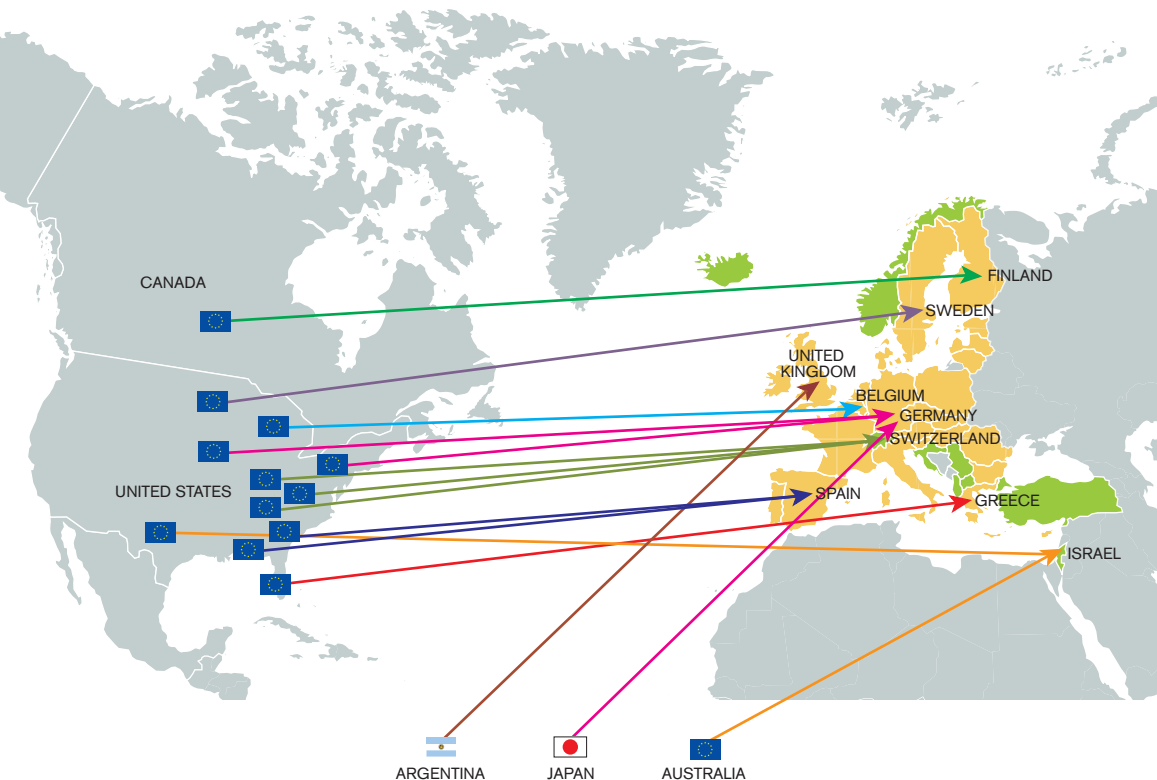 CANADA
FINLAND
SWEDEN
UNITED
KINGDOM
BELGIUM
GERMANY
SWITZERLAND
UNITED STATES
SPAIN
GREECE
ISRAEL
ARGENTINA
JAPAN
AUSTRALIA